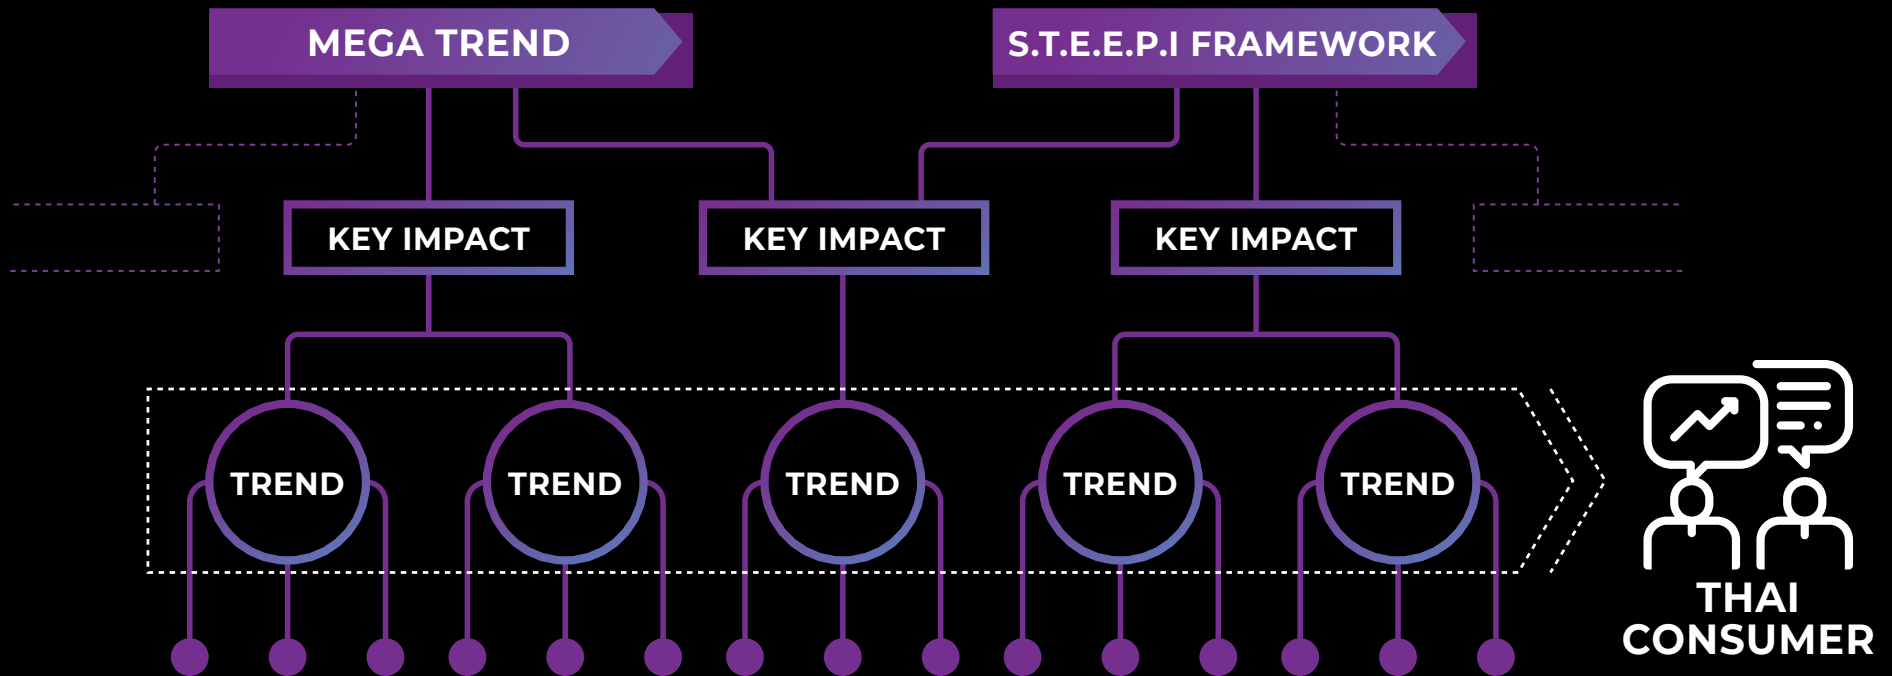 MEGA TREND
S.T.E.E.P.I FRAMEWORK
KEY IMPACT
KEY IMPACT
KEY IMPACT
TREND
TREND
TREND
TREND
TREND
THAI
CONSUMER